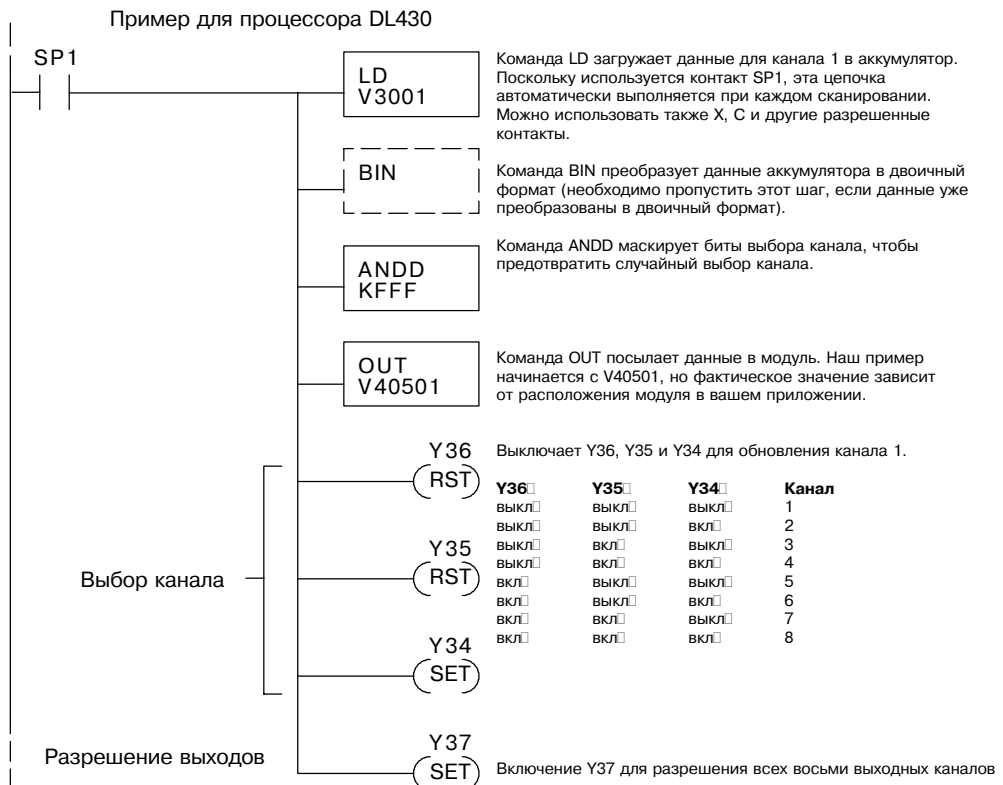 Пример для процессора DL430
SP1
LD
V3001
Команда LD загружает данные для канала 1 в аккумулятор.
Поскольку используется контакт SP1, эта цепочка
автоматически выполняется при каждом сканировании.
Можно использовать также X, C и другие разрешенные
контакты.
BIN
Команда BIN преобразует данные аккумулятора в двоичный
формат (необходимо пропустить этот шаг, если данные уже
преобразованы в двоичный формат).
ANDD
KFFF
Команда ANDD маскирует биты выбора канала, чтобы
предотвратить случайный выбор канала.
OUT
V40501
Команда OUT посылает данные в модуль. Наш пример
начинается с V40501, но фактическое значение зависит
от расположения модуля в вашем приложении.
Y36
RST
Выключает Y36, Y35 и Y34 для обновления канала 1.
Y36 Y35 Y34 Канал
выкл выкл выкл 1
выкл выкл вкл 2
выкл вкл выкл 3
выкл вкл вкл 4
вкл выкл выкл 5
вкл выкл вкл 6
вкл вкл выкл 7
вкл вкл вкл 8
Y35
RST
Выбор канала
Y34
SET
Y37
SET
Разрешение выходов
Включение Y37 для разрешения всех восьми выходных каналов